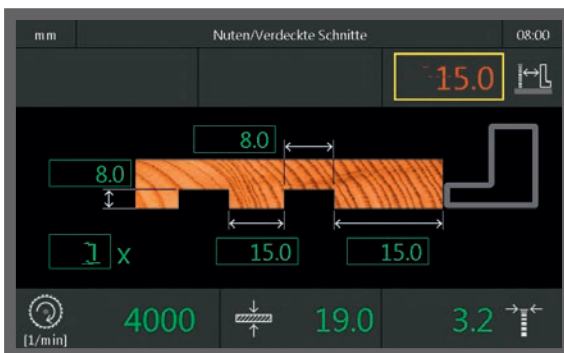 mm Nuten/Verdeckte Schnitte 08:00
15.0
8.0
8.0
x 15.0 15.0
[1/min] 4000 19.0 3.2